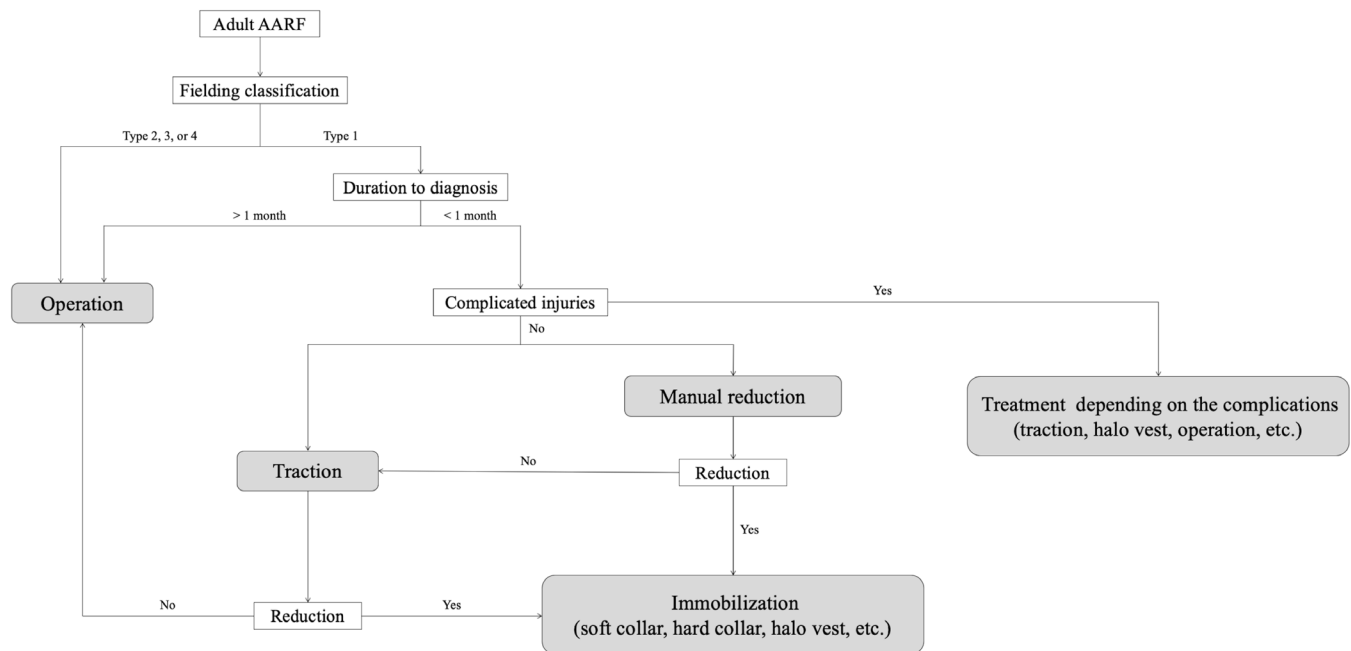 Adult AARF
Fielding classification
Type 2, 3, or 4
Type 1
Duration to diagnosis
> 1 month
< 1 month
Operation
Complicated injuries
Yes
No
Manual reduction
Treatment depending on the complications
(traction, halo vest, operation, etc.)
Traction
No
Reduction
Yes
Immobilization
(soft collar, hard collar, halo vest, etc.)
No
Reduction
Yes